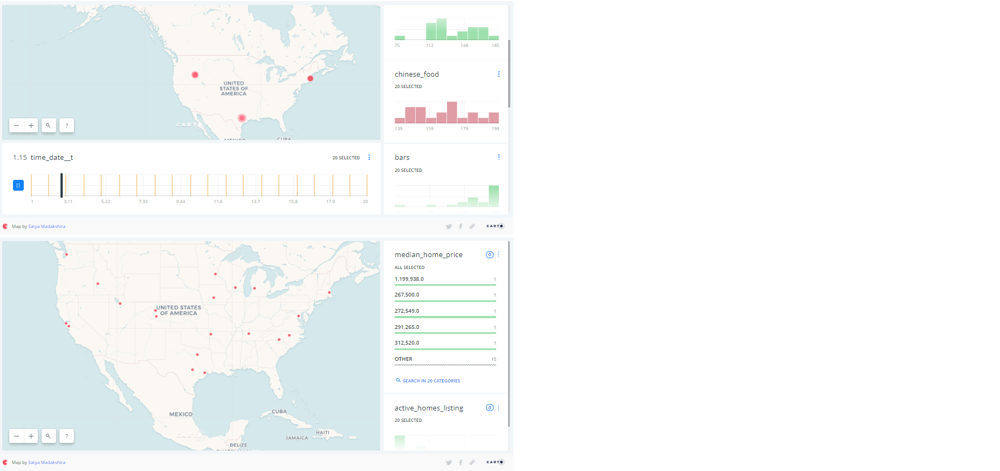 UNITED
STATES OF
AMERICA
CARTO
MEXICO
CUBA
− + ?
75 112 148 185
chinese_food
20 SELECTED
139 159 179 199
bars
20 SELECTED
1.15 time_date__t 20 SELECTED
1 3.11 5.22 7.33 9.44 11.6 13.7 15.8 17.9 20
Map by Satya Madakshira CARTO
UNITED STATES
OF AMERICA
MEXICO
CUBA
HAITI
JAMAICA
CARTO
BELIZE
GUATEMALA
− + ?
median_home_price
ALL SELECTED
1,199,938.0 1
267,500.0 1
272,549.0 1
291,265.0 1
312,520.0 1
OTHER 15
SEARCH IN 20 CATEGORIES
active_homes_listing
20 SELECTED
Map by Satya Madakshira CARTO